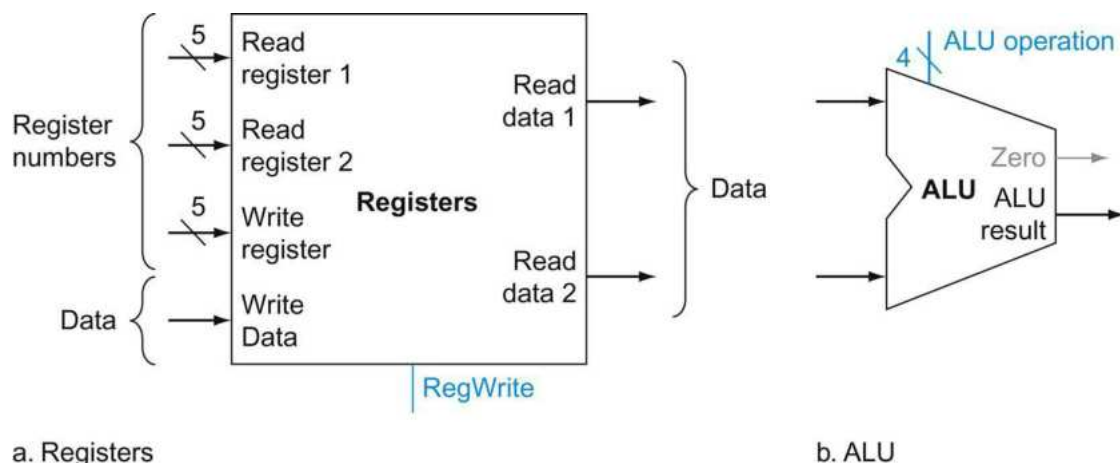 5
Read
register 1
5
Read
register 2
Register
numbers
5
Write
register
Data
Write
Data
Registers
Read
data 1
Read
data 2
Data
RegWrite
a. Registers
4
ALU operation
Zero
ALU
ALU
result
b. ALU